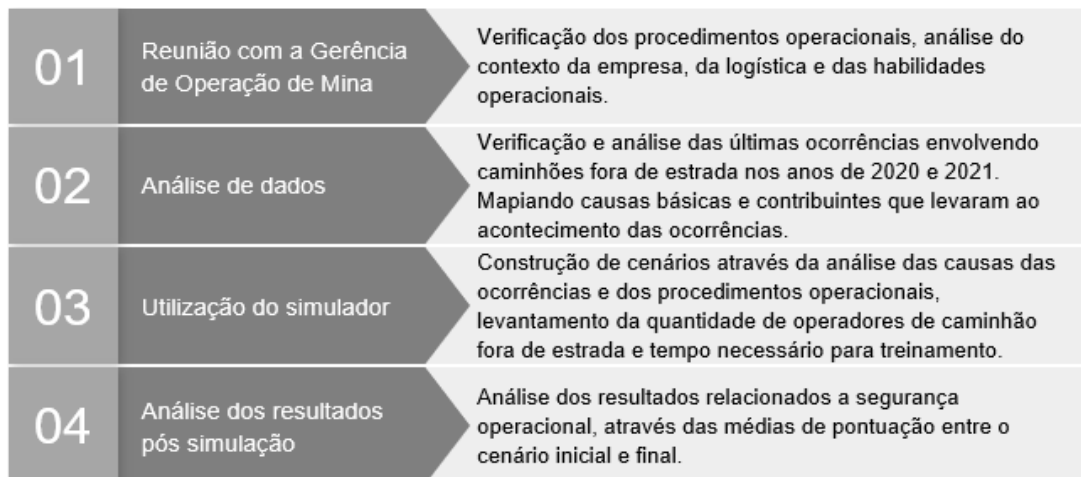 01
Reunião com a Gerência
de Operação de Mina
Verificação dos procedimentos operacionais, análise do
contexto da empresa, da logística e das habilidades
operacionais.
02
Análise de dados
Verificação e análise das últimas ocorrências envolvendo
caminhões fora de estrada nos anos de 2020 e 2021.
Mapiando causas básicas e contribuintes que levaram ao
acontecimento das ocorrências.
03
Utilização do simulador
Construção de cenários através da análise das causas das
ocorrências e dos procedimentos operacionais,
levantamento da quantidade de operadores de caminhão
fora de estrada e tempo necessário para treinamento.
04
Análise dos resultados
pós simulação
Análise dos resultados relacionados a segurança
operacional, através das médias de pontuação entre o
cenário inicial e final.